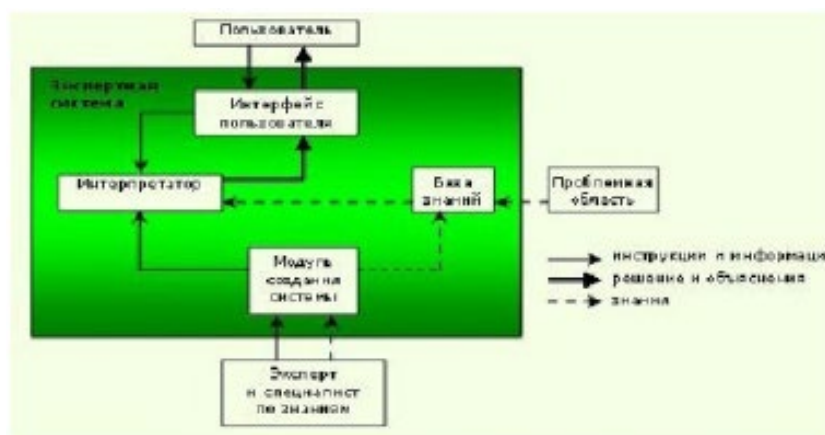 Пользователь
Экспертная
система
Интерфейс
пользователя
Интерпретатор
База
знаний
Проблемная
область
Модуль
создания
системы
инструкции и информаци
решение и объяснения
знания
Эксперт
и специалист
по знаниям